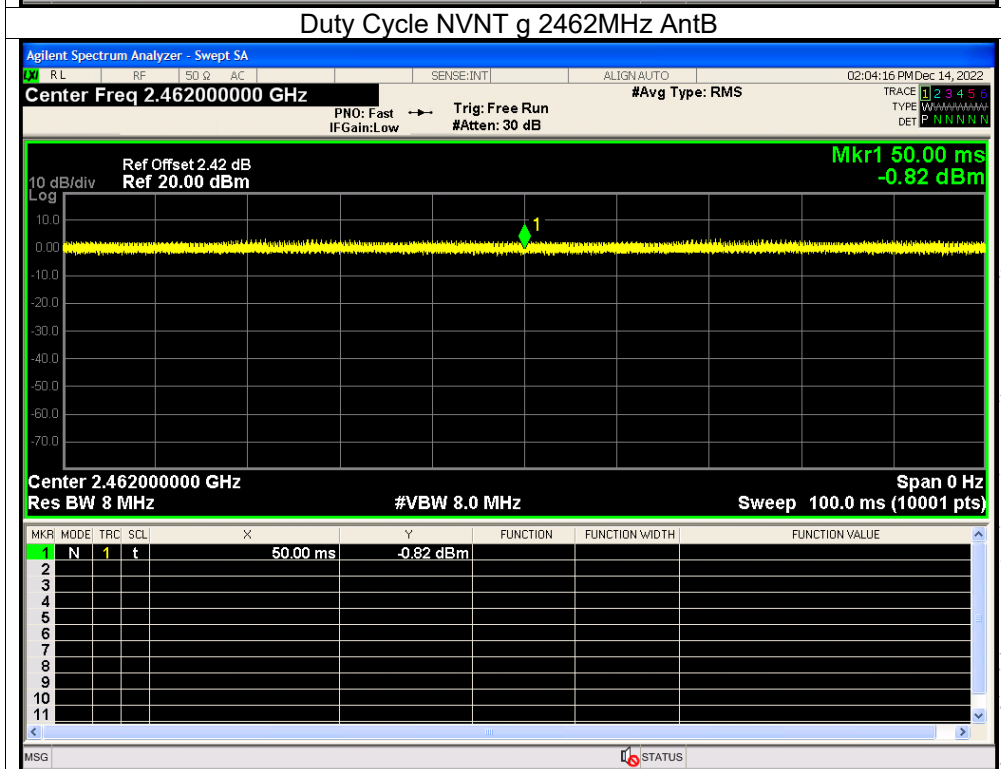 Duty Cycle NVNT g 2462MHz AntB
Agilent Spectrum Analyzer - Swept SA
LXI RL RF 50 Ω AC SENSE:INT ALIGN AUTO 02:04:16 PM Dec 14, 2022
Center Freq 2.462000000 GHz #Avg Type: RMS TRACE 1 2 3 4 5 6
PNO: Fast Trig: Free Run TYPE WWWWWW
IFGain:Low #Atten: 30 dB DET P N N N N N
Mkr1 50.00 ms
Ref Offset 2.42 dB
10 dB/div Ref 20.00 dBm -0.82 dBm
Log
10.0
1
0.00
-10.0
-20.0
-30.0
-40.0
-50.0
-60.0
-70.0
Center 2.462000000 GHz Span 0 Hz
Res BW 8 MHz #VBW 8.0 MHz Sweep 100.0 ms (10001 pts)
MKR MODE TRC SCL X Y FUNCTION FUNCTION WIDTH FUNCTION VALUE
1 N 1 t 50.00 ms -0.82 dBm
2
3
4
5
6
7
8
9
10
11
MSG STATUS